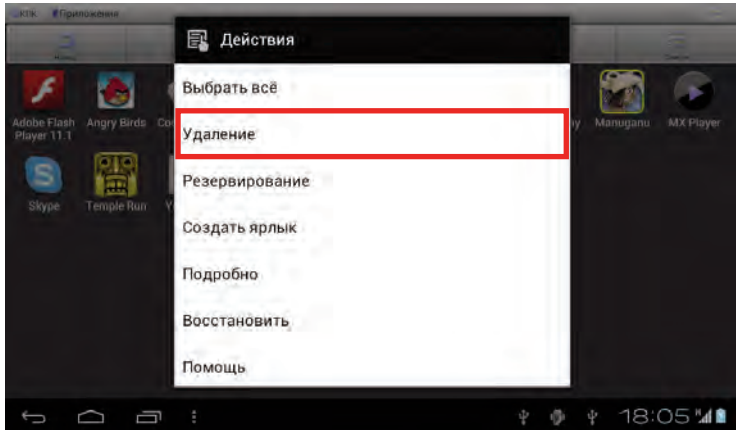 Приложения
Действия
Выбрать всё
Удаление
Резервирование
Создать ярлык
Подробно
Восстановить
Помощь
Adobe Flash Player 11.1
Angry Birds
Manuganu
MX Player
Skype
Temple Run
18:05